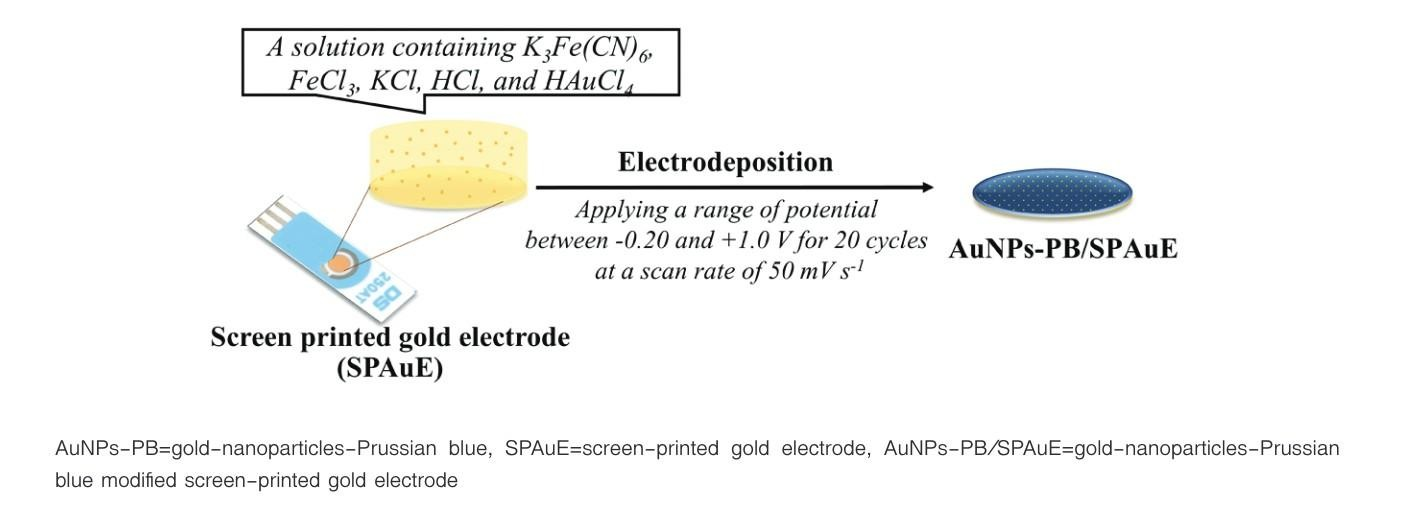 A solution containing K₃Fe(CN)₆,
FeCl₃, KCl, HCl, and HAuCl₄
Electrodeposition
Applying a range of potential
between -0.20 and +1.0 V for 20 cycles
at a scan rate of 50 mV s⁻¹
AuNPs-PB/SPAuE
DS
250AT
Screen printed gold electrode
(SPAuE)
AuNPs-PB=gold-nanoparticles-Prussian blue, SPAuE=screen-printed gold electrode, AuNPs-PB/SPAuE=gold-nanoparticles-Prussian
blue modified screen-printed gold electrode